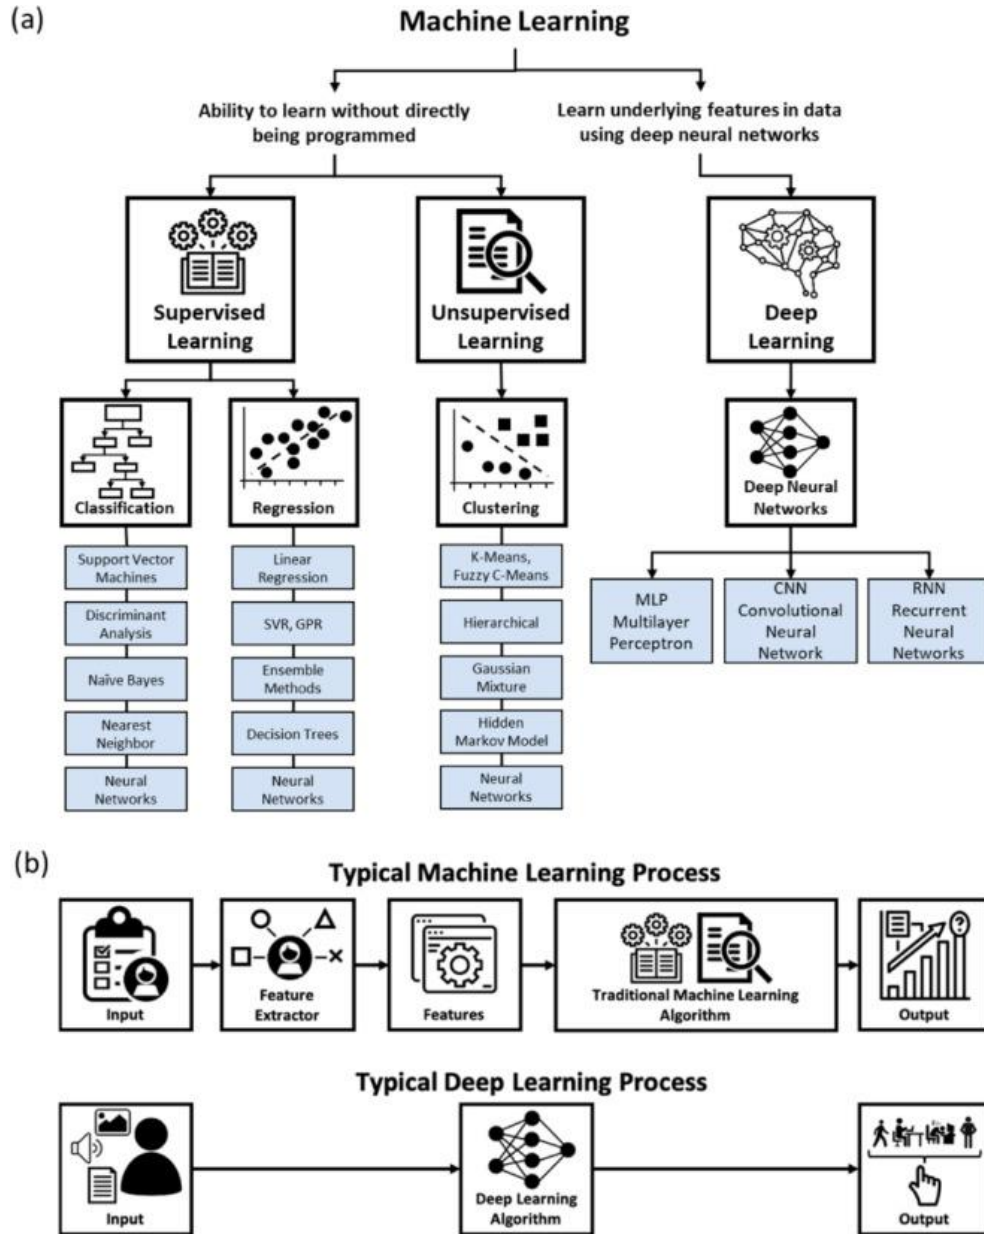 (a)
Machine Learning
Ability to learn without directly
being programmed
Learn underlying features in data
using deep neural networks
Supervised
Learning
Unsupervised
Learning
Deep
Learning
Classification
Regression
Clustering
Deep Neural
Networks
Support Vector
Machines
Discriminant
Analysis
Naïve Bayes
Nearest
Neighbor
Neural
Networks
Linear
Regression
SVR, GPR
Ensemble
Methods
Decision Trees
Neural
Networks
K-Means,
Fuzzy C-Means
Hierarchical
Gaussian
Mixture
Hidden
Markov Model
Neural
Networks
MLP
Multilayer
Perceptron
CNN
Convolutional
Neural
Network
RNN
Recurrent
Neural
Networks
(b)
Typical Machine Learning Process
Input
Feature
Extractor
Features
Traditional Machine Learning
Algorithm
?
Output
Typical Deep Learning Process
Input
Deep Learning
Algorithm
Output